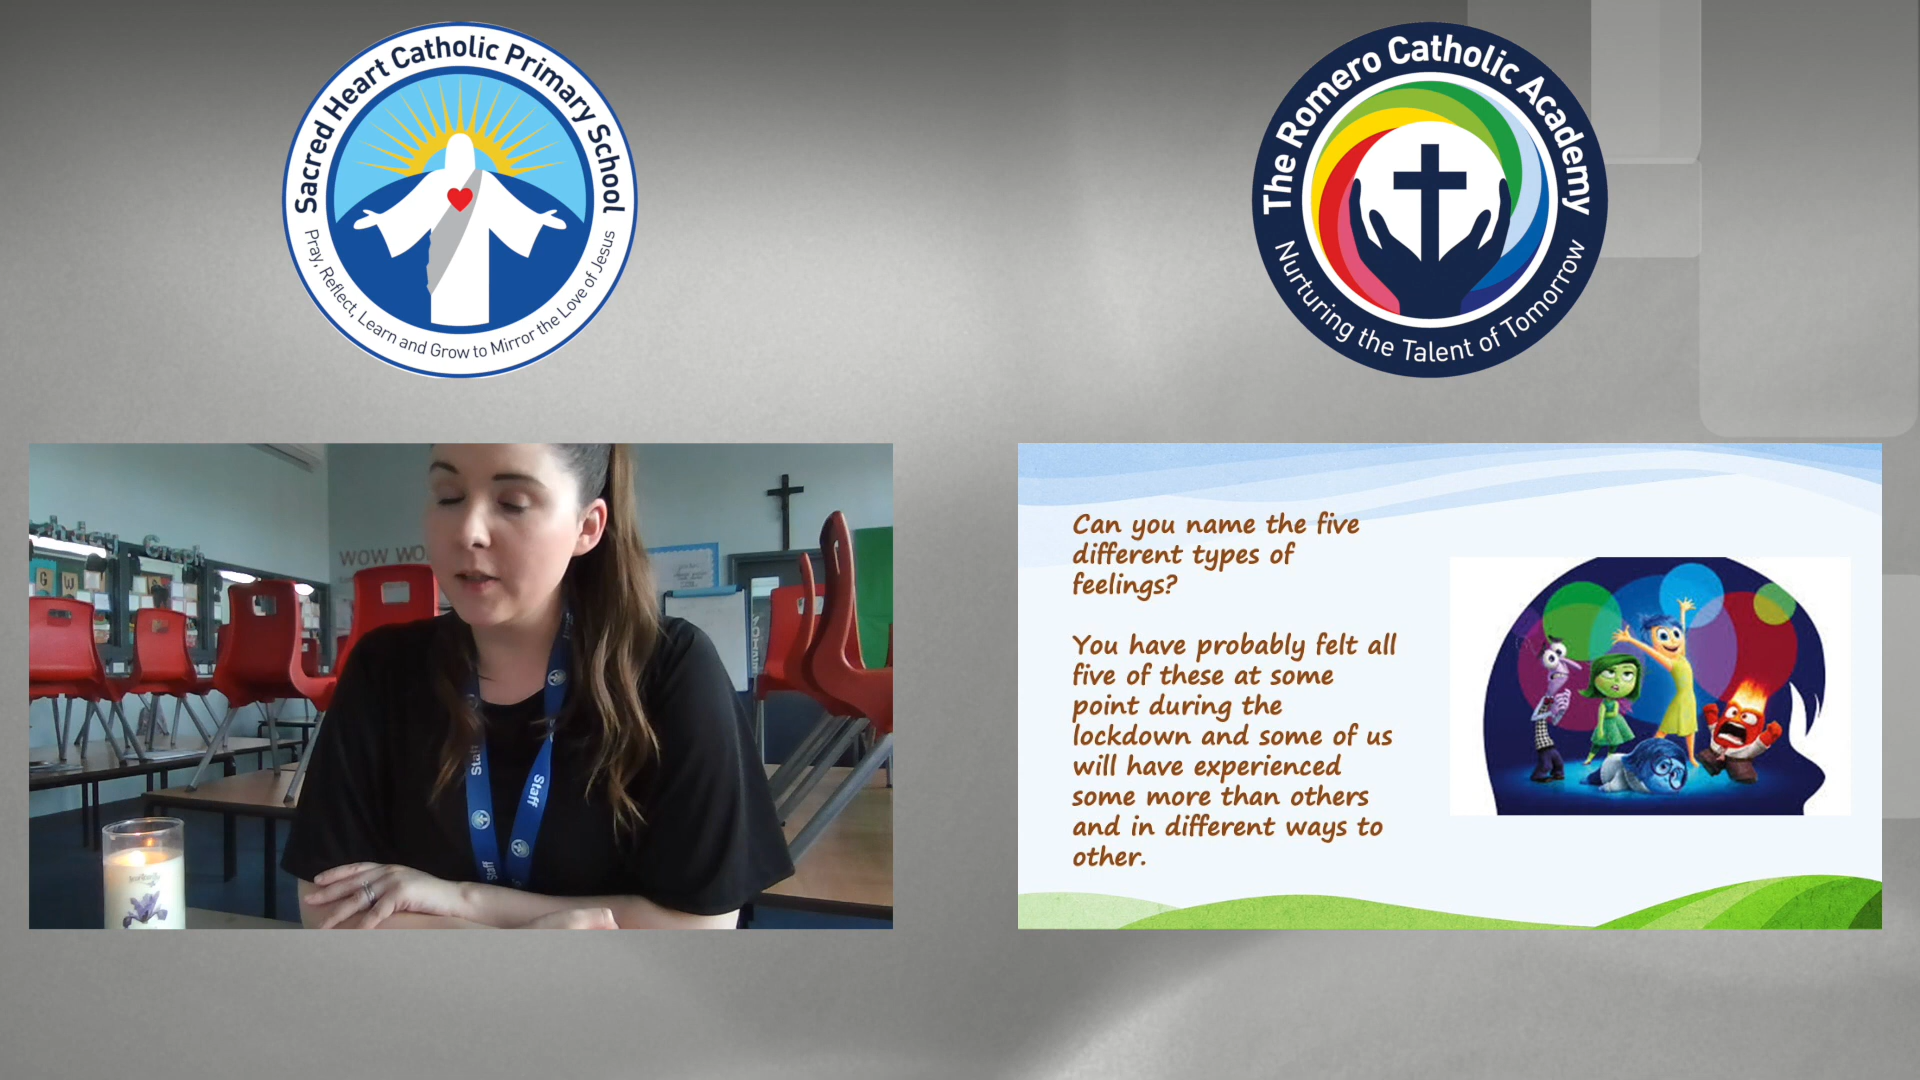 Sacred Heart Catholic Primary School
Pray, Reflect, Learn and Grow to Mirror the Love of Jesus
The Romero Catholic Academy
Nurturing the Talent of Tomorrow
WOW WO
Staff
Staff
Staff
Can you name the five
different types of
feelings?
You have probably felt all
five of these at some
point during the
lockdown and some of us
will have experienced
some more than others
and in different ways to
other.